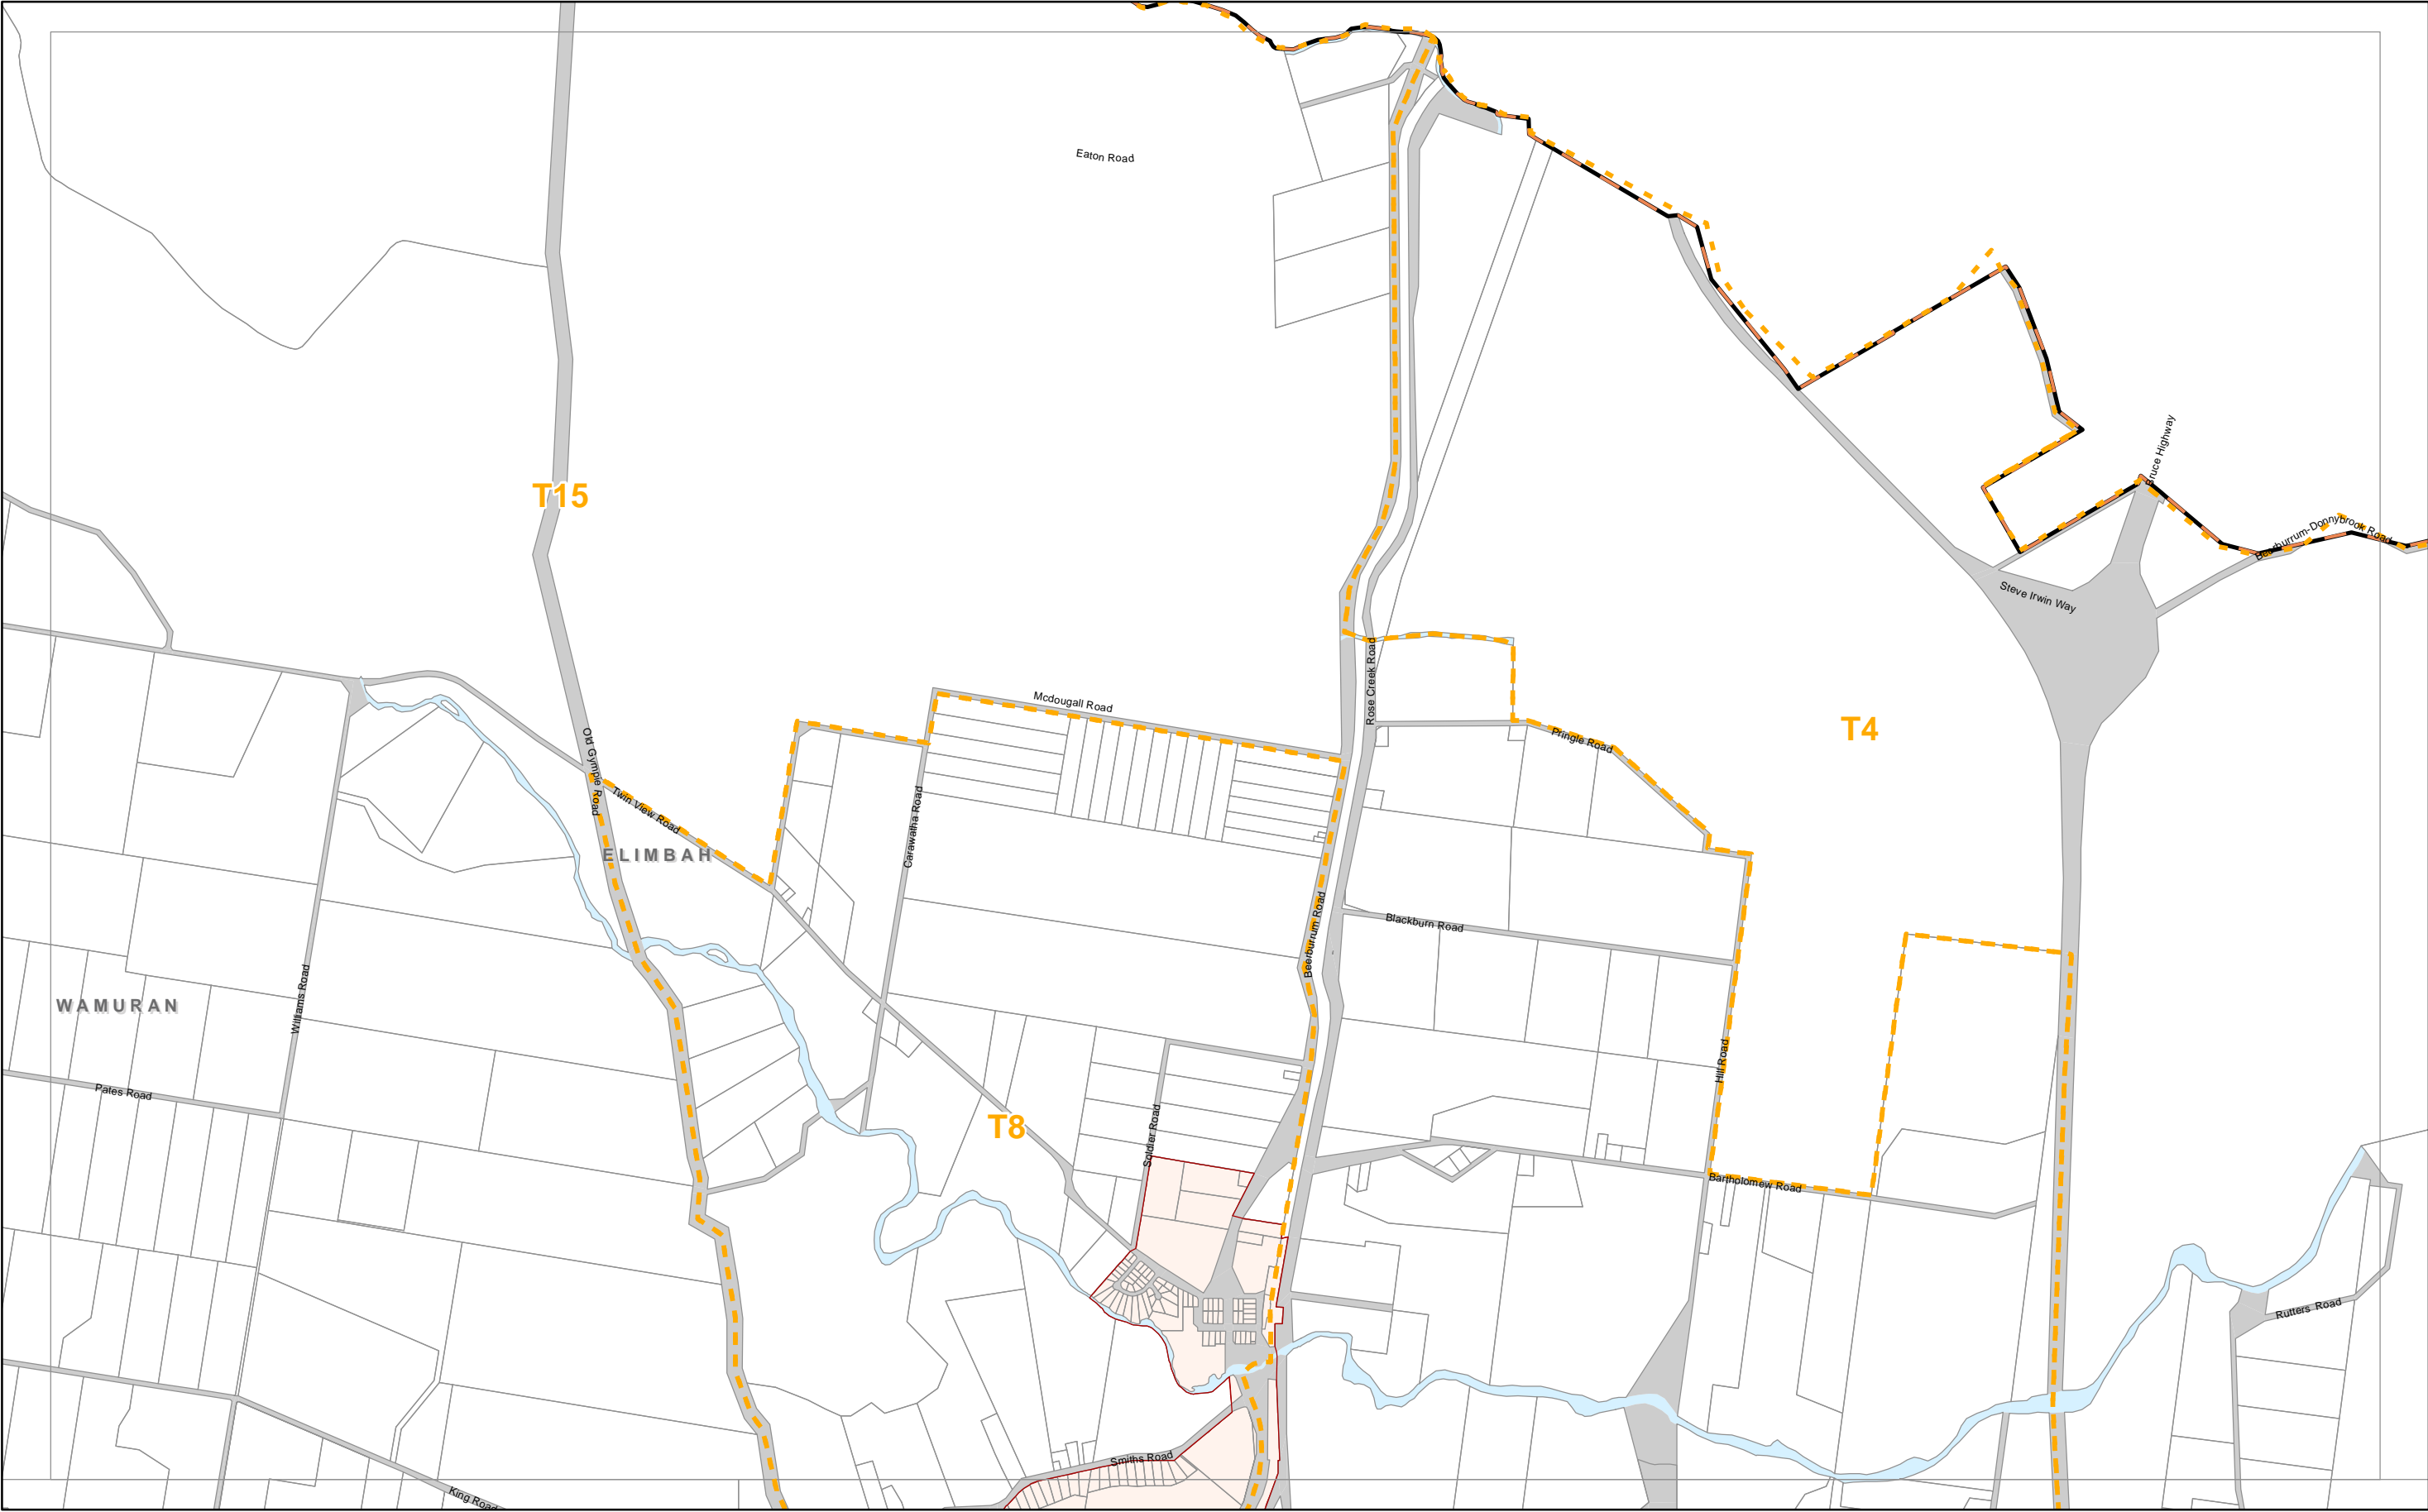 Eaton Road
Bruce Highway
T15
Beerburrum-Donnybrook Road
Steve Irwin Way
Rose Creek Road
Mcdougall Road
T4
Pringle Road
Old Gympie Road
Twin View Road
Carawatha Road
ELIMBAH
Blackburn Road
Beerburrum Road
WAMURAN
Williams Road
Hill Road
Pates Road
T8
Soldier Road
Bartholomew Road
Rutters Road
Smiths Road
King Road